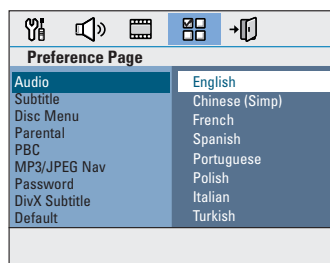 Preference Page
Audio
Subtitle
Disc Menu
Parental
PBC
MP3/JPEG Nav
Password
DivX Subtitle
Default
English
Chinese (Simp)
French
Spanish
Portuguese
Polish
Italian
Turkish